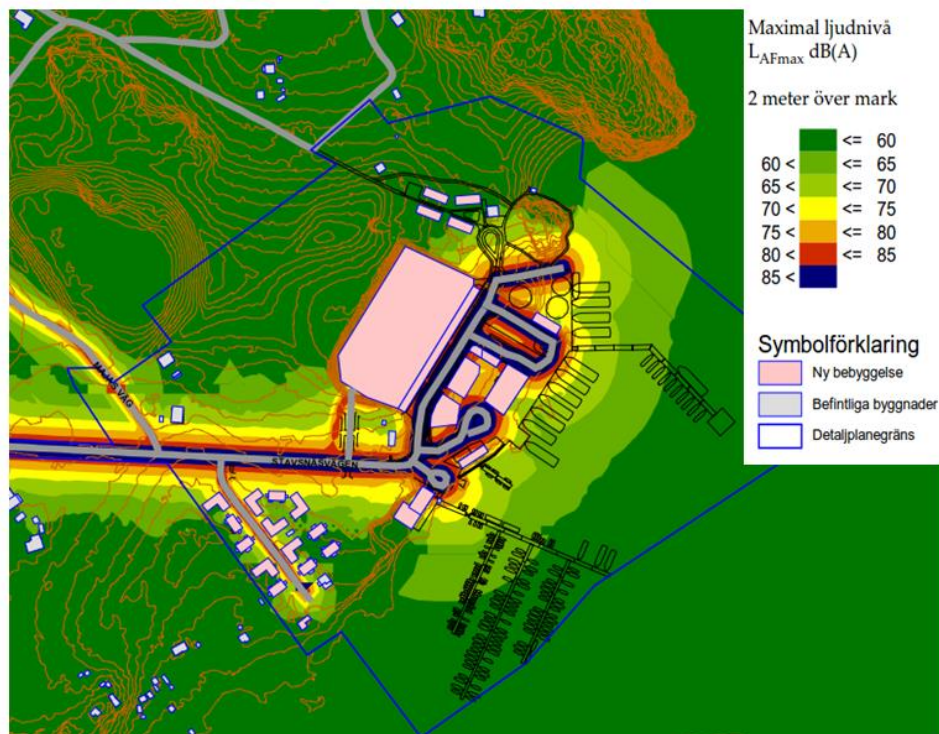 Maximal ljudnivå
LAFmax dB(A)
2 meter över mark
<= 60
60 < <= 65
65 < <= 70
70 < <= 75
75 < <= 80
80 < <= 85
85 <
Symbolförklaring
Ny bebyggelse
Befintliga byggnader
Detaljplanegräns
VÄG
STAVSNÄSVÄGEN